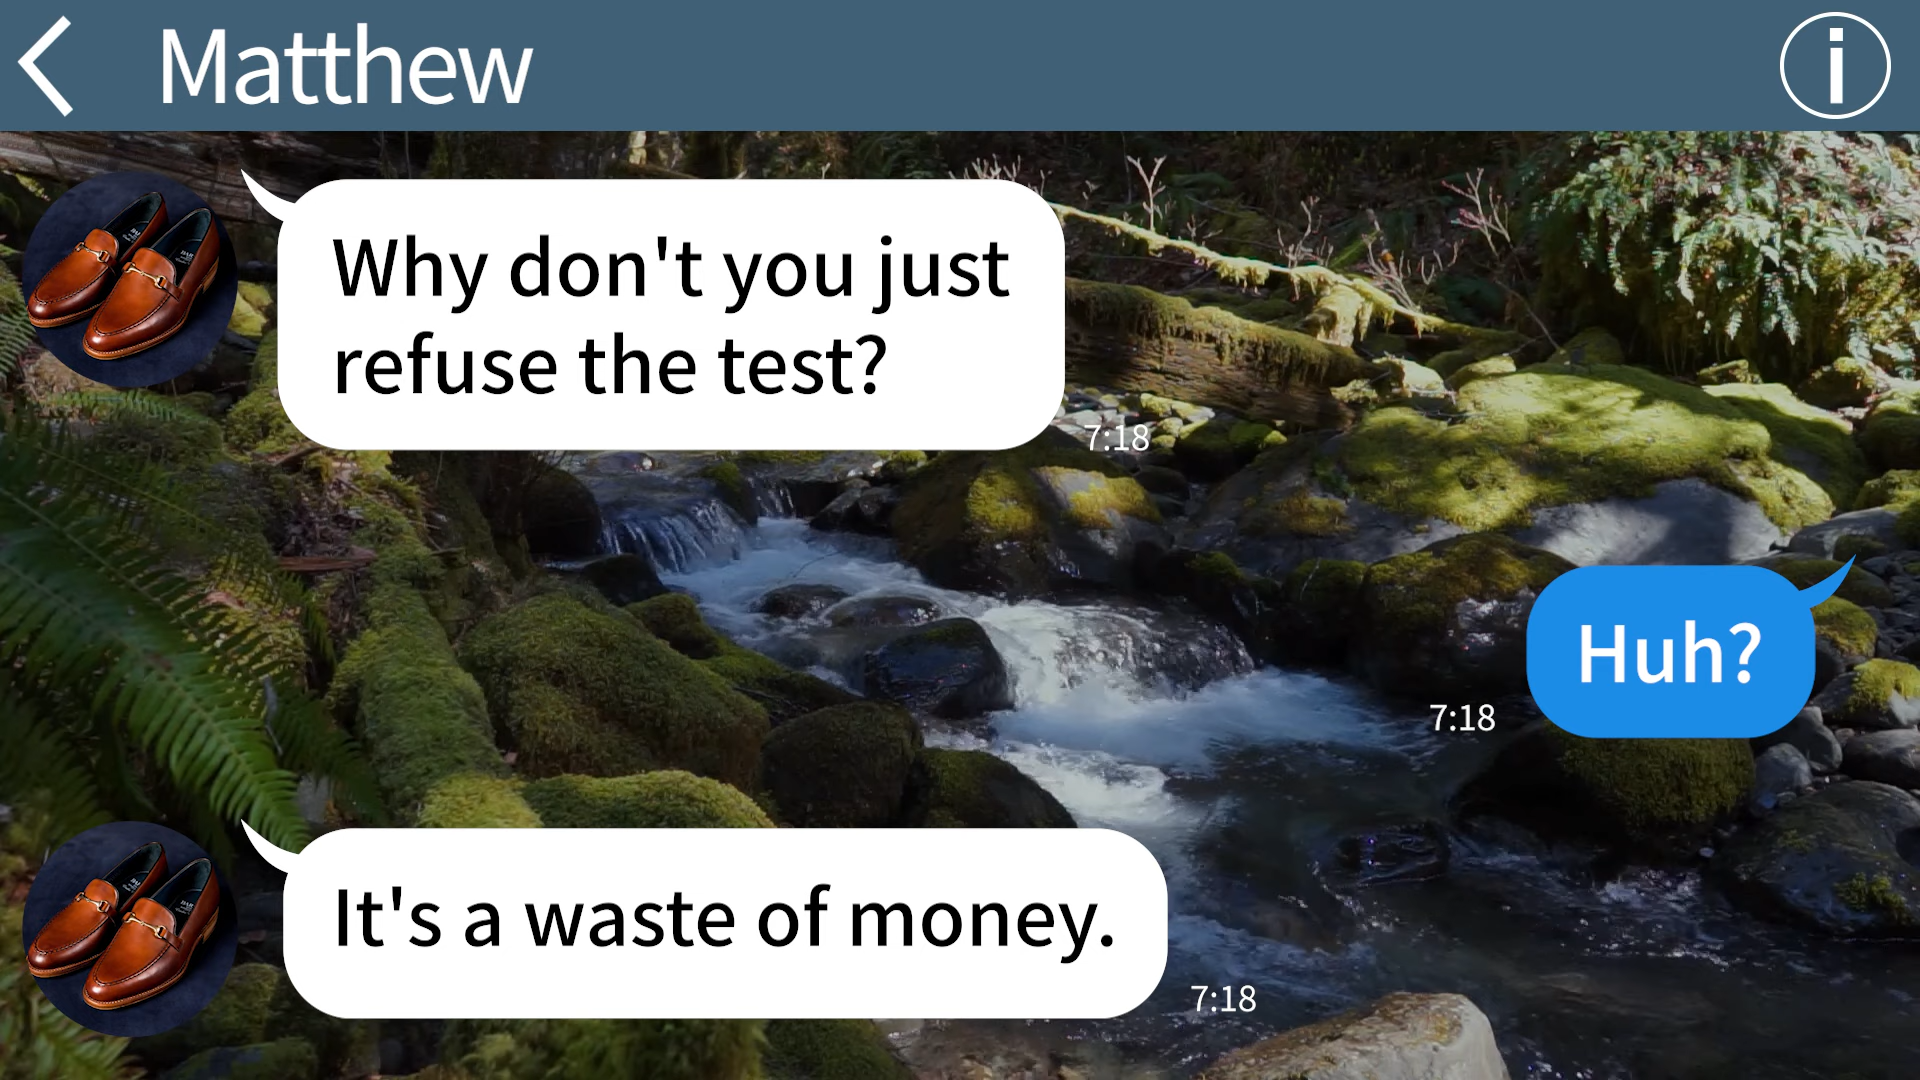 Matthew
Why don't you just
refuse the test?
7:18
Huh?
7:18
It's a waste of money.
7:18